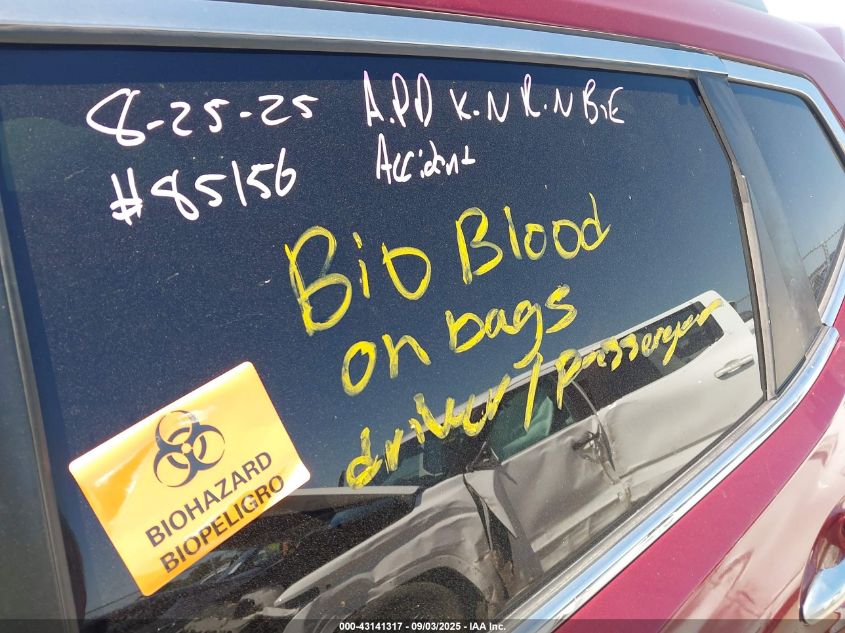 8-25-25 A.P.D K.N R.N B.E
#85156 Accident
Bio Blood
on bags
driver/passenger
BIOHAZARD
BIOPELIGRO
000-43141317 - 09/03/2025 - IAA Inc.